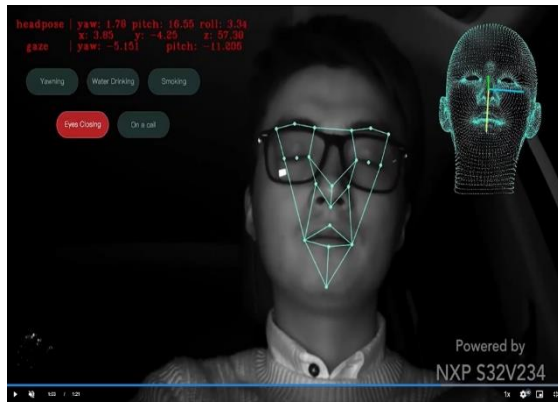 headpose | yaw: 1.78 pitch: 16.55 roll: 3.34
x: 3.85 y: -4.25 z: 57.30
gaze | yaw: -5.151 pitch: -11.206
Yawning
Water Drinking
Smoking
Eyes Closing
On a call
Powered by
NXP S32V234
1x